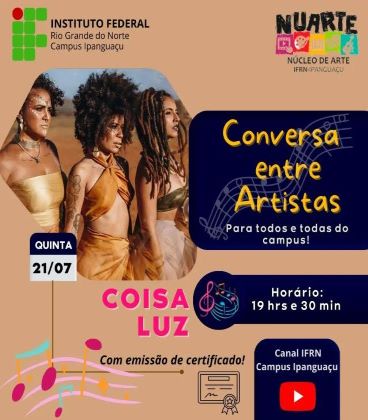 INSTITUTO FEDERAL
Rio Grande do Norte
Campus Ipanguaçu
NUARTE
NÚCLEO DE ARTE
IFRN-IPANGUAÇU
Conversa
entre
Artistas
Para todos e todas do
campus!
QUINTA
21/07
COISA
LUZ
Horário:
19 hrs e 30 min
Com emissão de certificado!
Canal IFRN
Campus Ipanguaçu